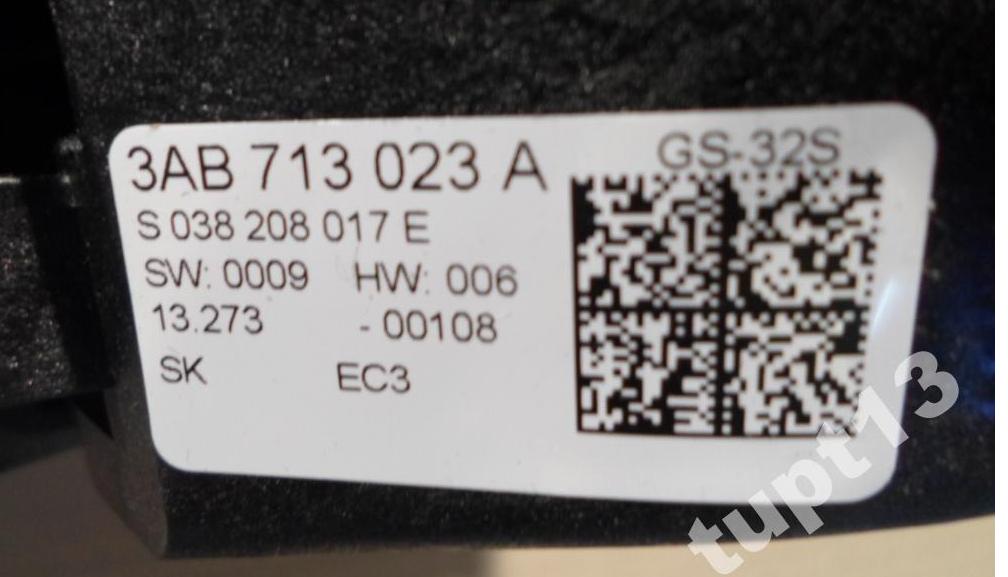 3AB 713 023 A
GS-32S
S 038 208 017 E
SW: 0009 HW: 006
13.273 - 00108
SK EC3
tupt13